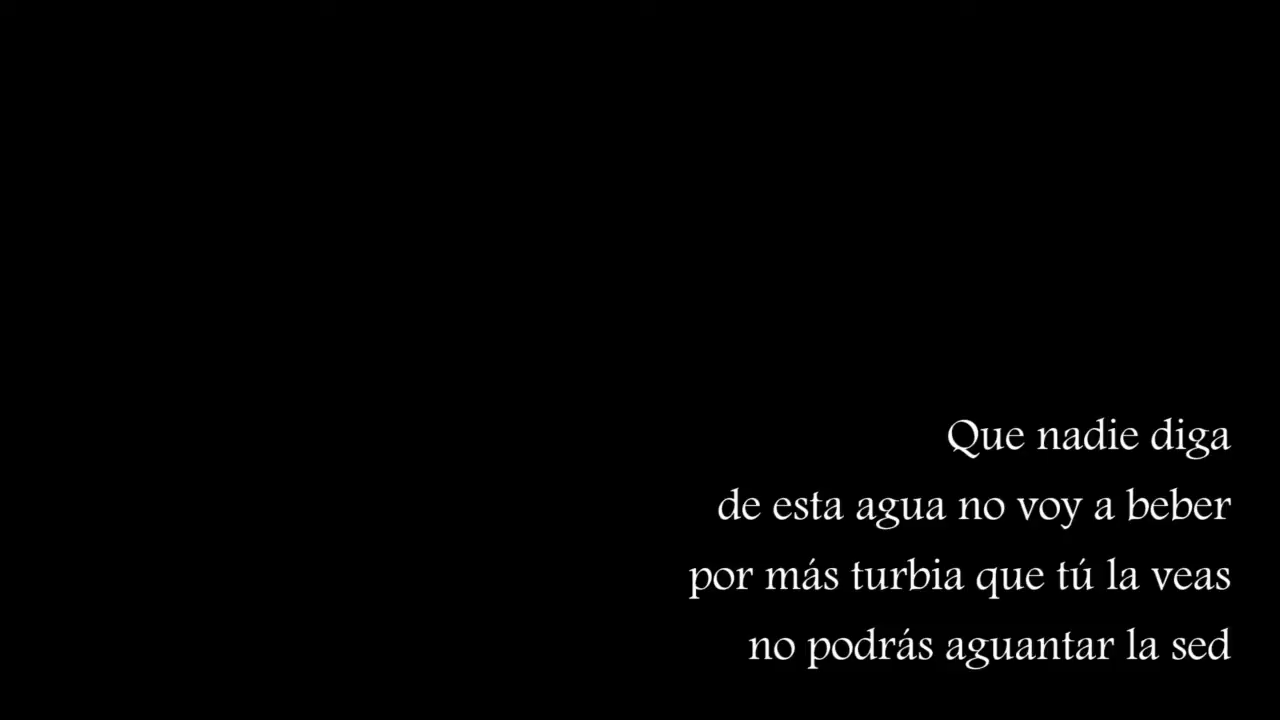 Que nadie diga
de esta agua no voy a beber
por más turbia que tú la veas
no podrás aguantar la sed